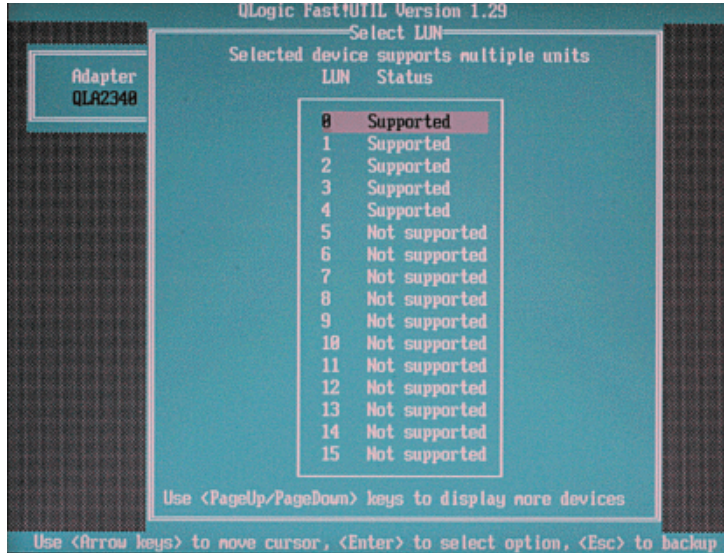 QLogic Fast!UTIL Version 1.29
Select LUN
Selected device supports multiple units
LUN Status
Adapter
QLA2340
0 Supported
1 Supported
2 Supported
3 Supported
4 Supported
5 Not supported
6 Not supported
7 Not supported
8 Not supported
9 Not supported
10 Not supported
11 Not supported
12 Not supported
13 Not supported
14 Not supported
15 Not supported
Use <PageUp/PageDown> keys to display more devices
Use <Arrow keys> to move cursor, <Enter> to select option, <Esc> to backup